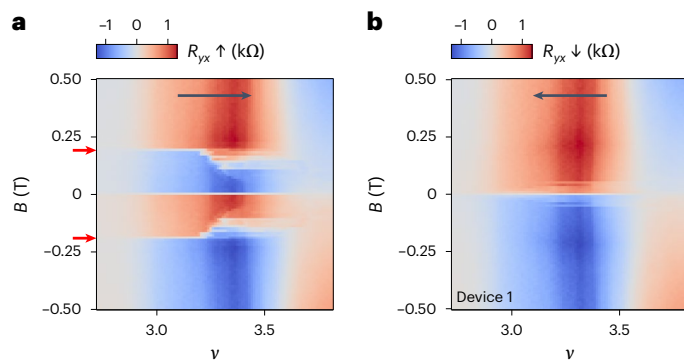 a
−1 0 1
R_yx ↑ (kΩ)
0.50
0.25
0
−0.25
−0.50
B (T)
3.0 3.5
ν
b
−1 0 1
R_yx ↓ (kΩ)
0.50
0.25
0
−0.25
−0.50
B (T)
Device 1
3.0 3.5
ν